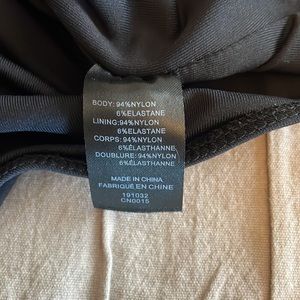 BODY: 94%NYLON
6%ELASTANE
LINING: 94%NYLON
6%ELASTANE
CORPS: 94%NYLON
6%ÉLASTHANNE
DOUBLURE: 94%NYLON
6%ÉLASTHANNE
MADE IN CHINA
FABRIQUÉ EN CHINE
191032
CN0015